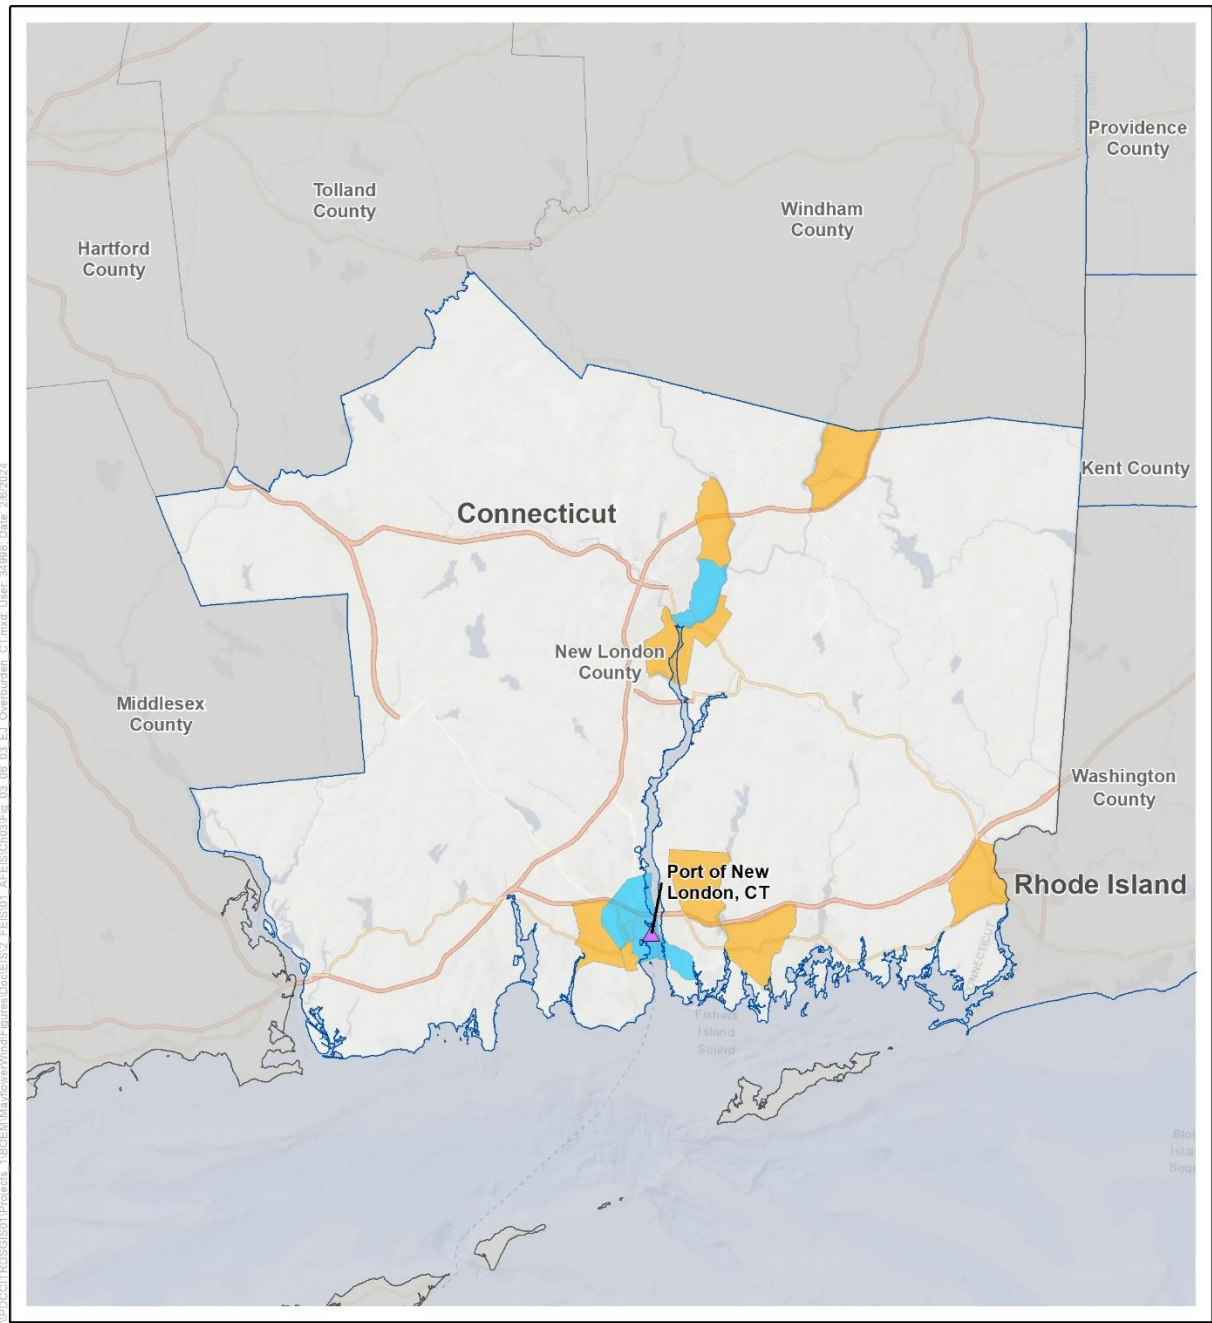 Providence
County
Tolland
County
Windham
County
Hartford
County
Kent County
Connecticut
New London
County
Middlesex
County
Washington
County
Port of New
London, CT
Rhode Island
CONNECTICUT
Fishers
Island
Sound